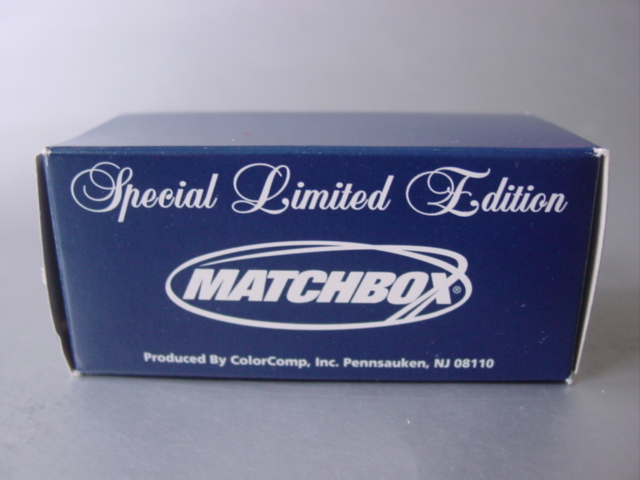 Special Limited Edition
MATCHBOX®
Produced By ColorComp, Inc. Pennsauken, NJ 08110